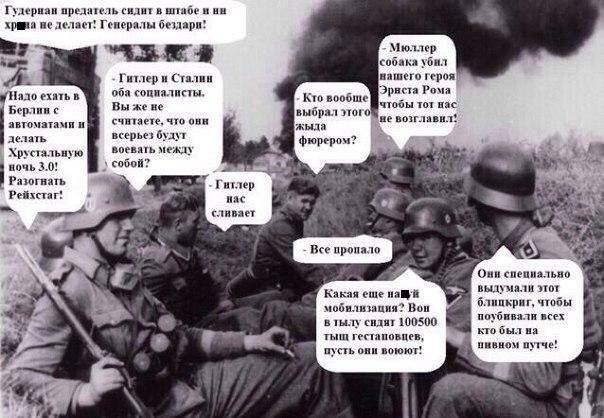 Гудериан предатель сидит в штабе и ни
хр■на не делает! Генералы бездари!
- Мюллер
собака убил
нашего героя
Эрнста Рома
чтобы тот нас
не возглавил!
- Гитлер и Сталин
оба социалисты.
Вы же не
считаете, что они
всерьез будут
воевать между
собой?
- Кто вообще
выбрал этого
жыда
фюрером?
Надо ехать в
Берлин с
автоматами и
делать
Хрустальную
ночь 3.0!
Разогнать
Рейхстаг!
- Гитлер
нас
сливает
- Все пропало
Какая еще на■уй
мобилизация? Вон
в тылу сидят 100500
тыщ гестаповцев,
пусть они воюют!
Они специально
выдумали этот
блицкриг, чтобы
поубивали всех
кто был на
пивном путче!